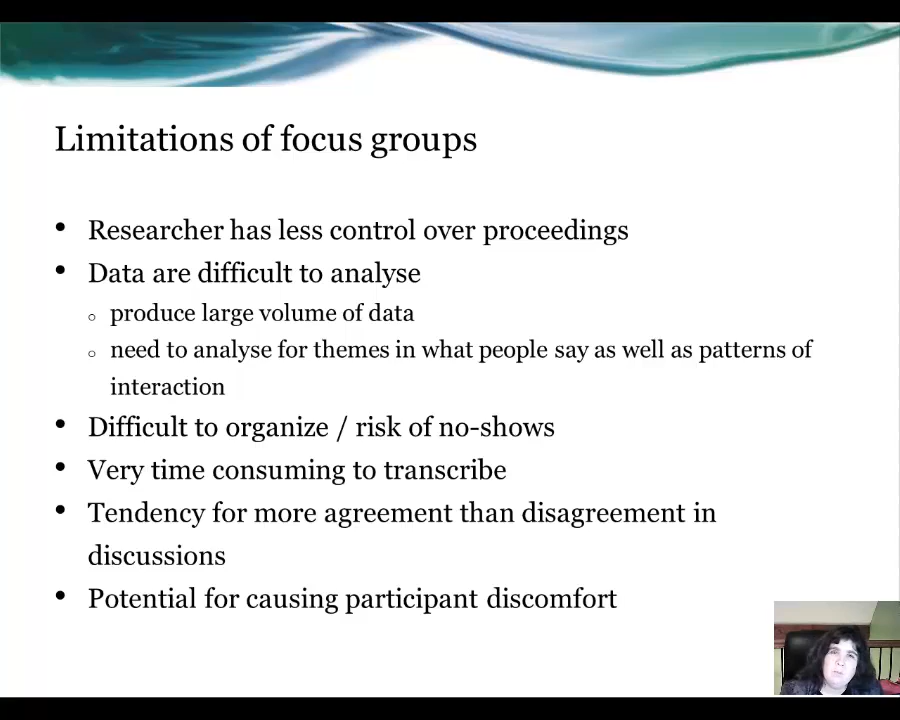 Limitations of focus groups
• Researcher has less control over proceedings
• Data are difficult to analyse
o produce large volume of data
o need to analyse for themes in what people say as well as patterns of
interaction
• Difficult to organize / risk of no-shows
• Very time consuming to transcribe
• Tendency for more agreement than disagreement in
discussions
• Potential for causing participant discomfort